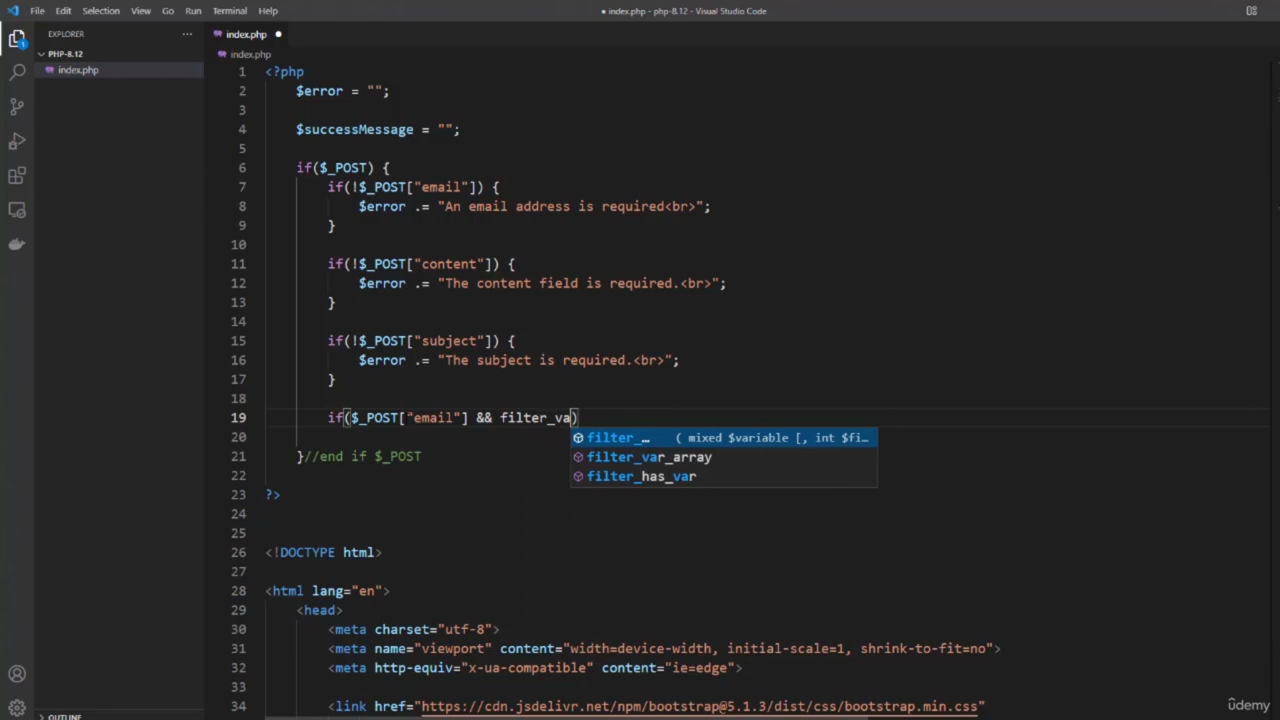 File Edit Selection View Go Run Terminal Help
● index.php - php-8.12 - Visual Studio Code
EXPLORER ···
PHP-8.12
index.php
1
index.php ●
index.php
1 <?php
2 $error = "";
3
4 $successMessage = "";
5
6 if($_POST) {
7 if(!$_POST["email"]) {
8 $error .= "An email address is required<br>";
9 }
10
11 if(!$_POST["content"]) {
12 $error .= "The content field is required.<br>";
13 }
14
15 if(!$_POST["subject"]) {
16 $error .= "The subject is required.<br>";
17 }
18
19 if($_POST["email"] && filter_va)
filter_… ( mixed $variable [, int $fi…
filter_var_array
filter_has_var
20
21 }//end if $_POST
22
23 ?>
24
25
26 <!DOCTYPE html>
27
28 <html lang="en">
29 <head>
30 <meta charset="utf-8">
31 <meta name="viewport" content="width=device-width, initial-scale=1, shrink-to-fit=no">
32 <meta http-equiv="x-ua-compatible" content="ie=edge">
33
34 <link href="https://cdn.jsdelivr.net/npm/bootstrap@5.1.3/dist/css/bootstrap.min.css"
OUTLINE
udemy